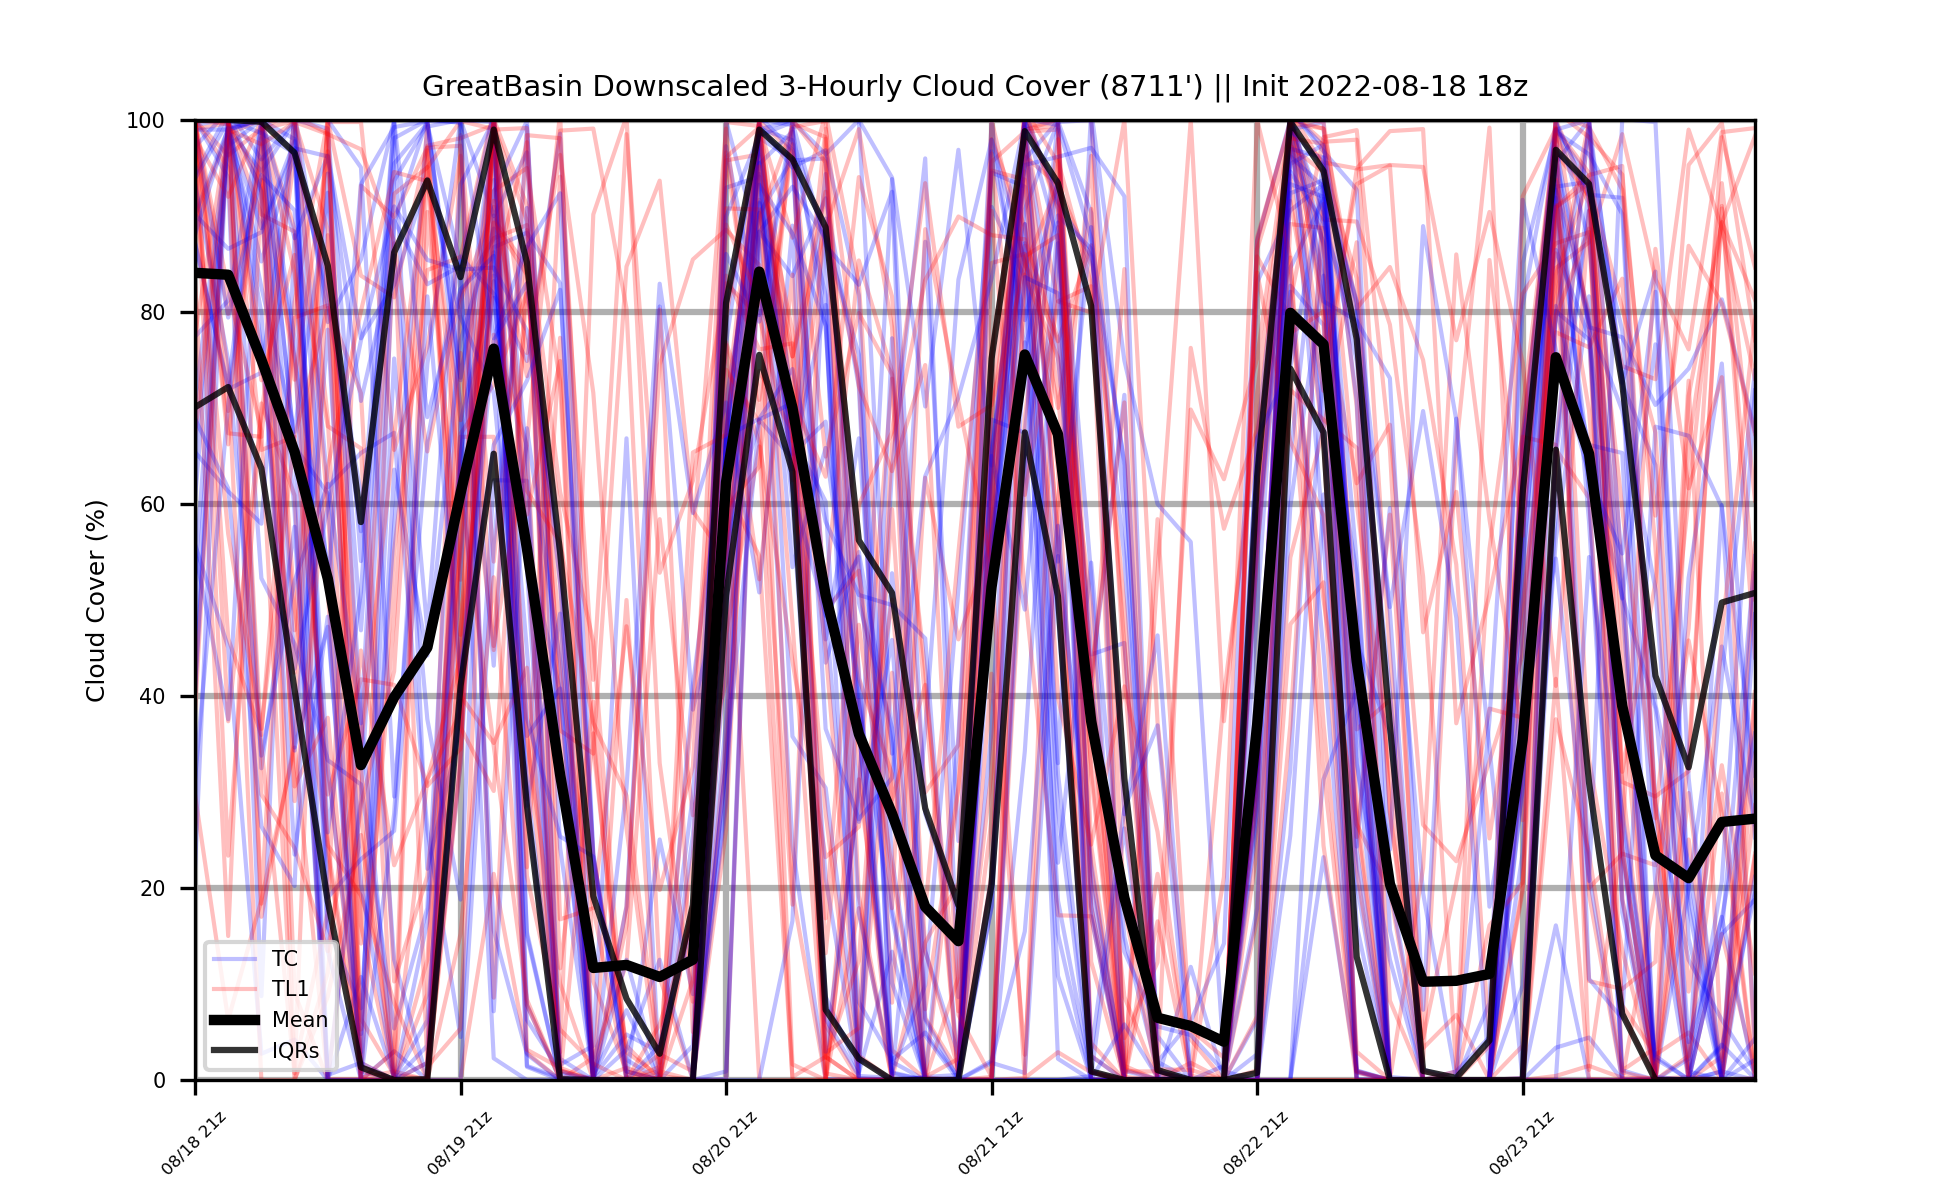 GreatBasin Downscaled 3-Hourly Cloud Cover (8711') || Init 2022-08-18 18z
Cloud Cover (%)
100
80
60
40
20
0
TC
TL1
Mean
IQRs
08/18 21z
08/19 21z
08/20 21z
08/21 21z
08/22 21z
08/23 21z